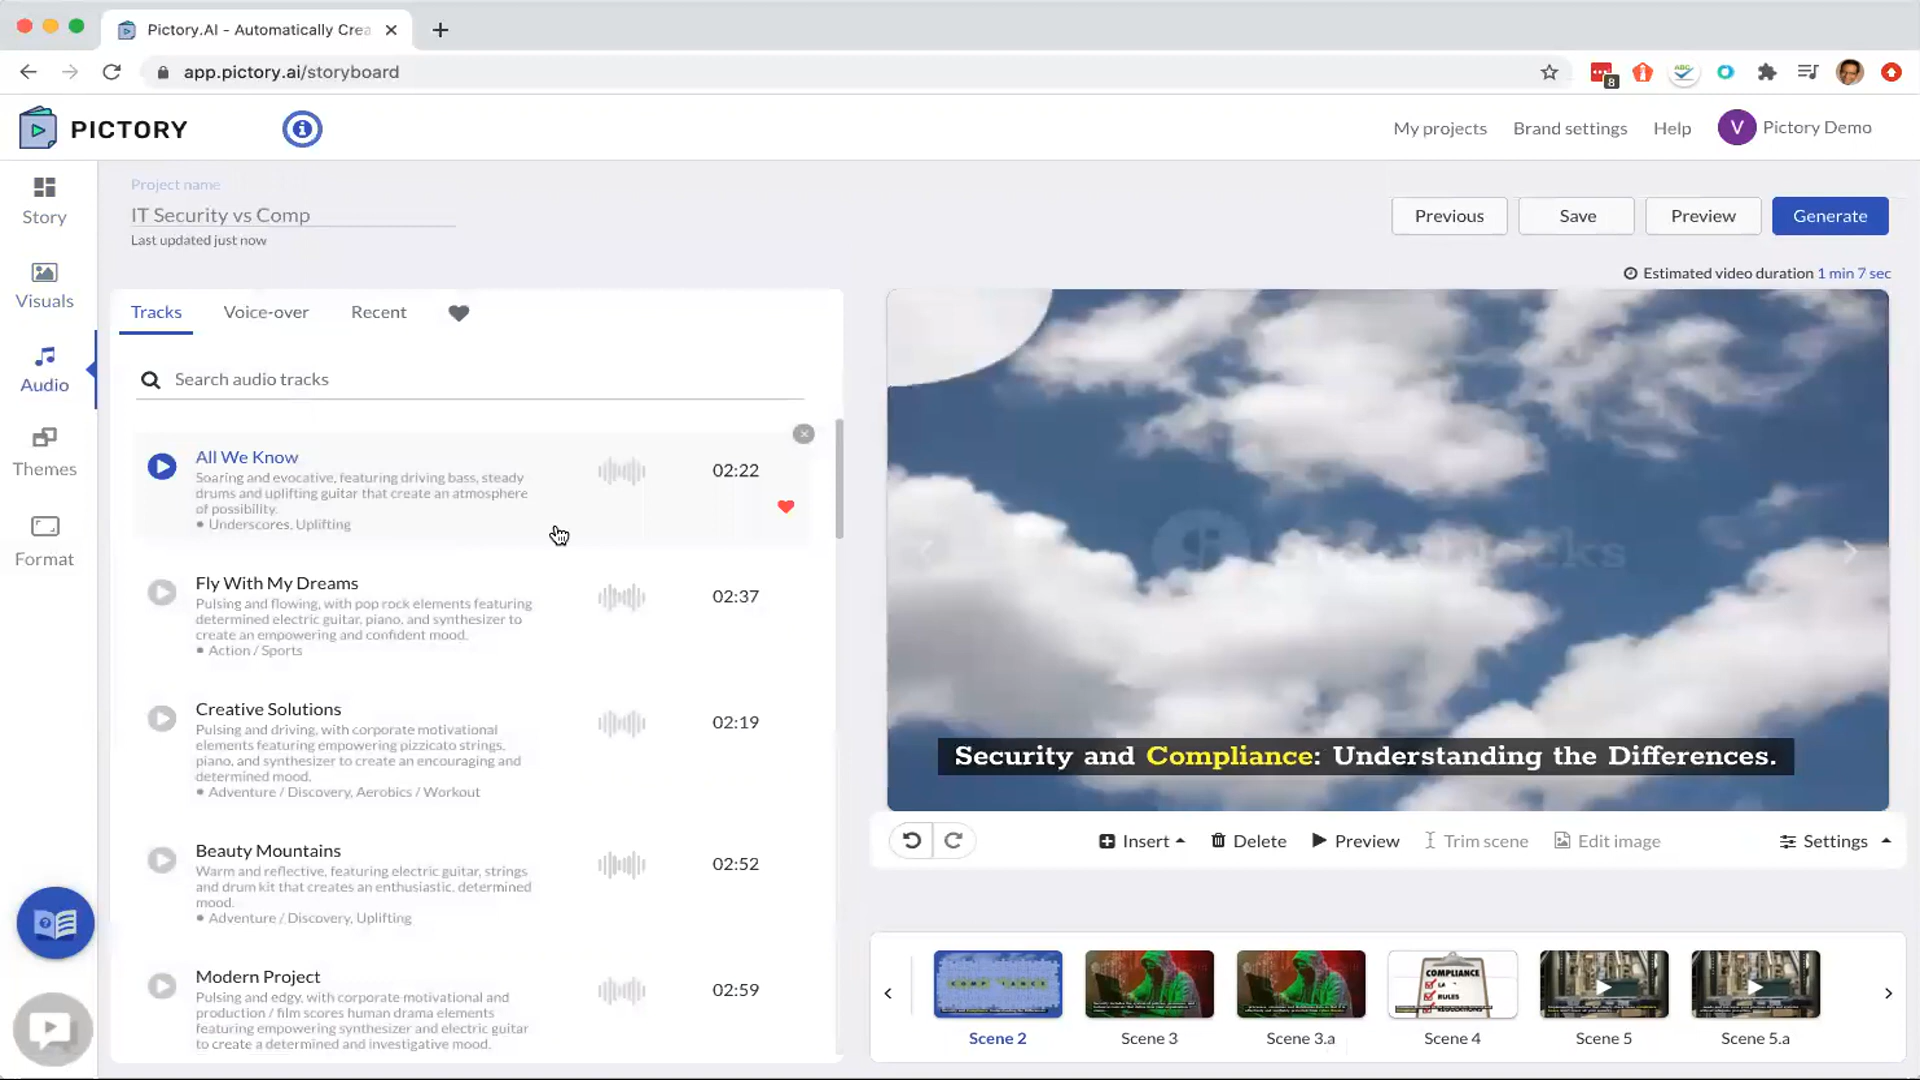 Pictory.AI - Automatically Crea
app.pictory.ai/storyboard
8
ABC
PICTORY
My projects
Brand settings
Help
V
Pictory Demo
Story
Visuals
Audio
Themes
Format
Project name
IT Security vs Comp
Last updated just now
Previous
Save
Preview
Generate
Estimated video duration 1 min 7 sec
Tracks
Voice-over
Recent
Search audio tracks
All We Know
Soaring and evocative, featuring driving bass, steady
drums and uplifting guitar that create an atmosphere
of possibility.
• Underscores, Uplifting
02:22
Fly With My Dreams
Pulsing and flowing, with pop rock elements featuring
determined electric guitar, piano, and synthesizer to
create an empowering and confident mood.
• Action / Sports
02:37
Creative Solutions
Pulsing and driving, with corporate motivational
elements featuring empowering pizzicato strings,
piano, and synthesizer to create an encouraging and
determined mood.
• Adventure / Discovery, Aerobics / Workout
02:19
Beauty Mountains
Warm and reflective, featuring electric guitar, strings
and drum kit that creates an enthusiastic, determined
mood.
• Adventure / Discovery, Uplifting
02:52
Modern Project
Pulsing and edgy, with corporate motivational and
production / film scores human drama elements
featuring empowering synthesizer and electric guitar
to create a determined and investigative mood.
02:59
Security and Compliance: Understanding the Differences.
Insert
Delete
Preview
Trim scene
Edit image
Settings
COMPLIANCE
RULES
Scene 2
Scene 3
Scene 3.a
Scene 4
Scene 5
Scene 5.a